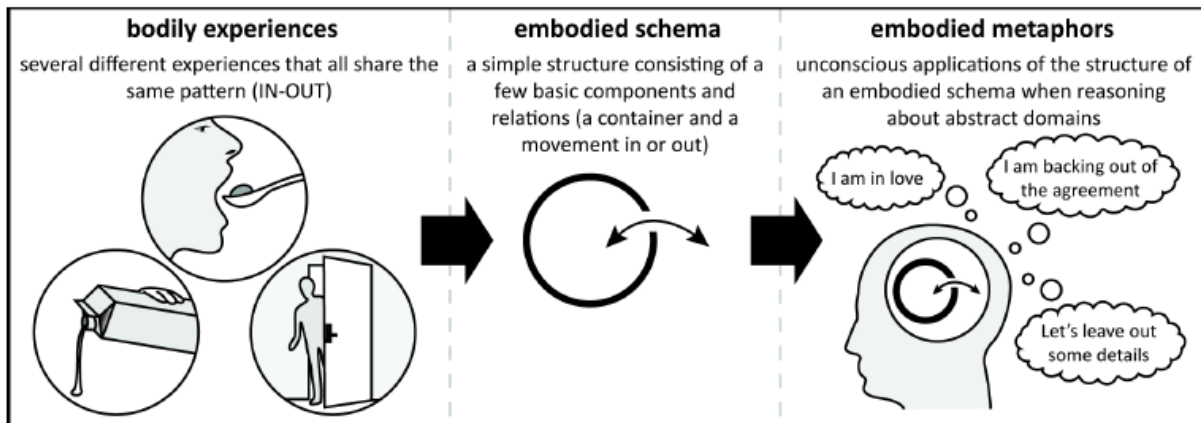 bodily experiences
several different experiences that all share the
same pattern (IN-OUT)
embodied schema
a simple structure consisting of a
few basic components and
relations (a container and a
movement in or out)
embodied metaphors
unconscious applications of the structure of
an embodied schema when reasoning
about abstract domains
I am in love
I am backing out of
the agreement
Let's leave out
some details